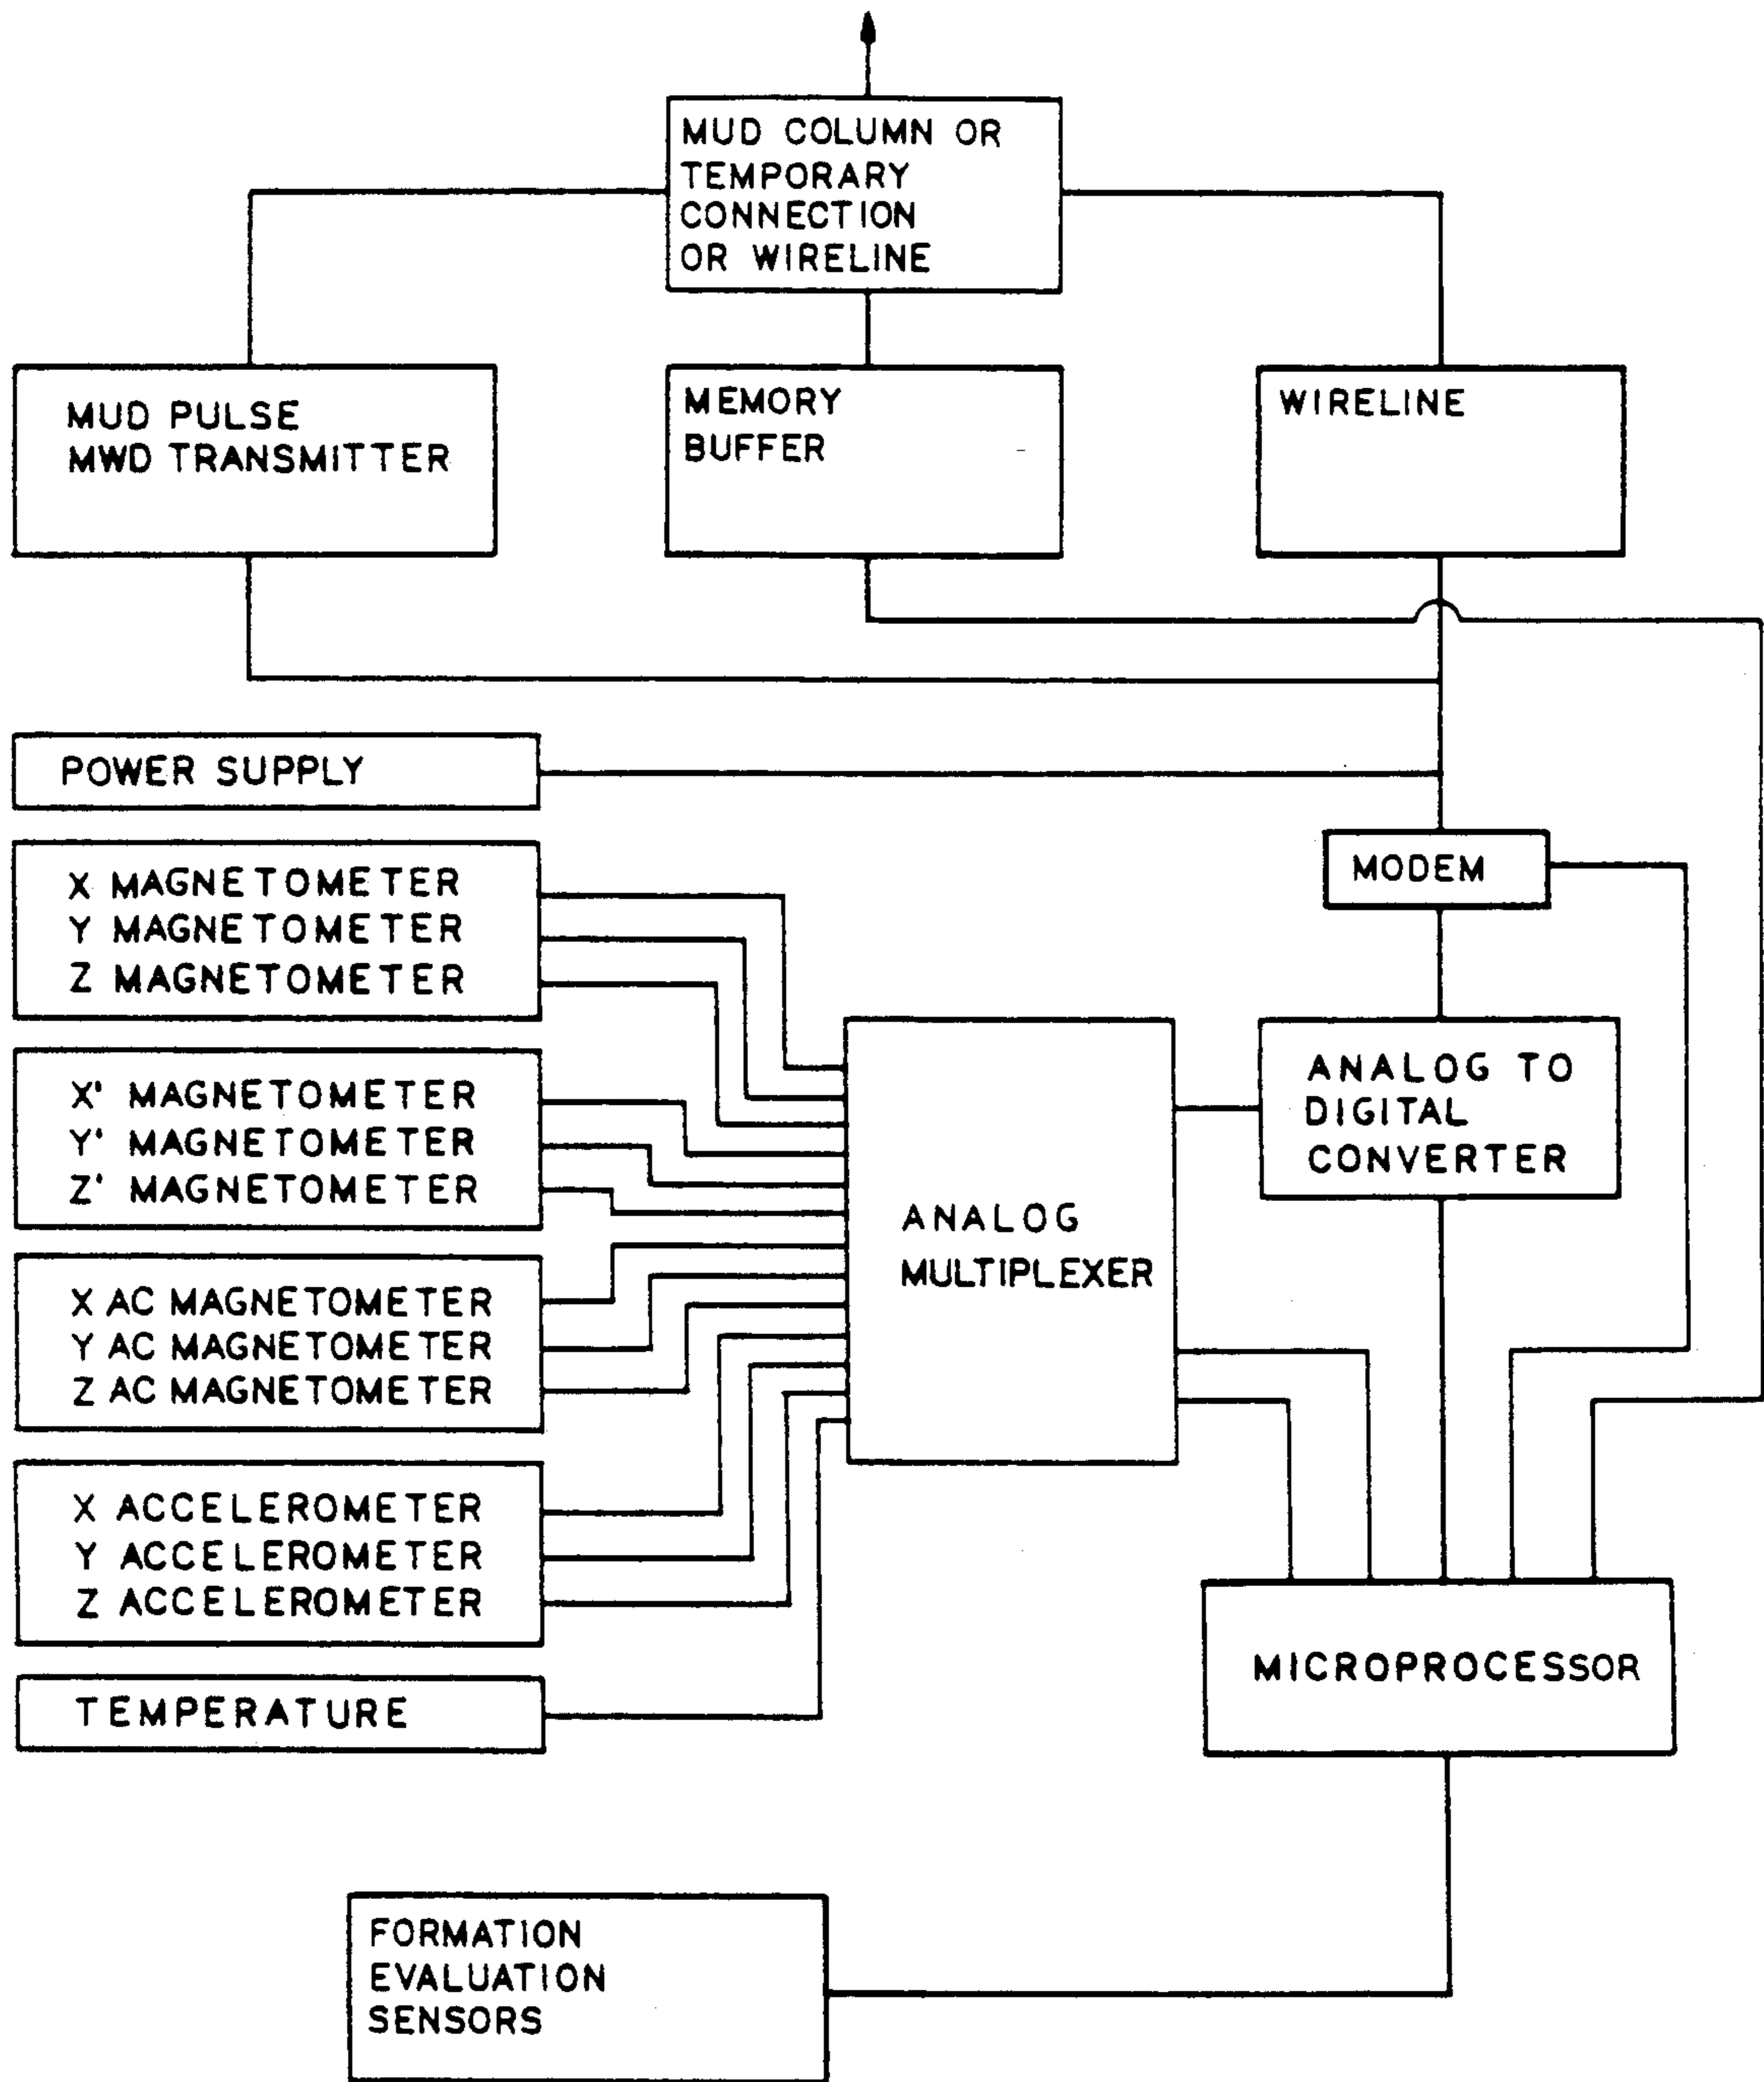 MUD COLUMN OR
TEMPORARY
CONNECTION
OR WIRELINE
MUD PULSE
MWD TRANSMITTER
MEMORY
BUFFER
WIRELINE
POWER SUPPLY
MODEM
X MAGNETOMETER
Y MAGNETOMETER
Z MAGNETOMETER
X' MAGNETOMETER
Y' MAGNETOMETER
Z' MAGNETOMETER
ANALOG TO
DIGITAL
CONVERTER
ANALOG
MULTIPLEXER
X AC MAGNETOMETER
Y AC MAGNETOMETER
Z AC MAGNETOMETER
X ACCELEROMETER
Y ACCELEROMETER
Z ACCELEROMETER
MICROPROCESSOR
TEMPERATURE
FORMATION
EVALUATION
SENSORS